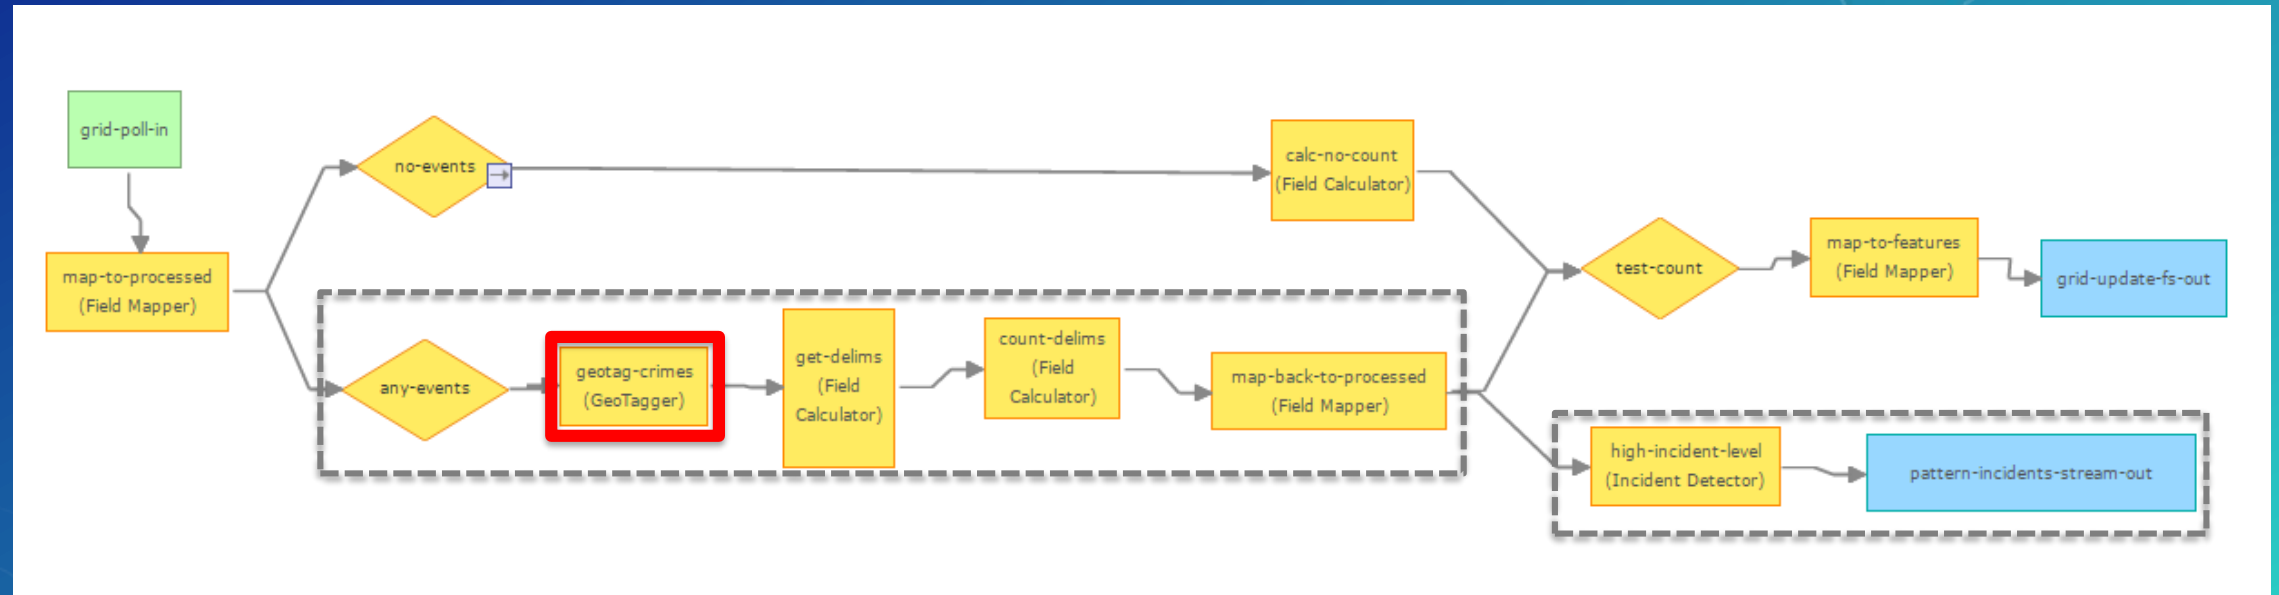 grid-poll-in
map-to-processed
(Field Mapper)
no-events
calc-no-count
(Field Calculator)
any-events
geotag-crimes
(GeoTagger)
get-delims
(Field
Calculator)
count-delims
(Field
Calculator)
map-back-to-processed
(Field Mapper)
test-count
map-to-features
(Field Mapper)
grid-update-fs-out
high-incident-level
(Incident Detector)
pattern-incidents-stream-out